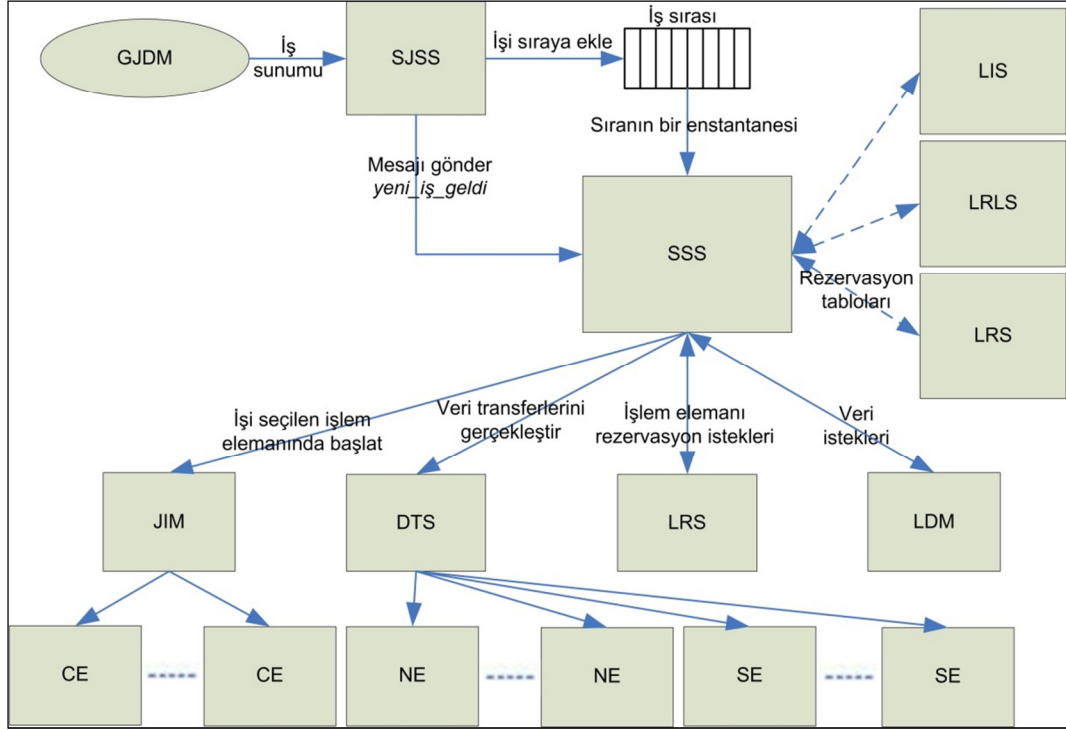 GJDM
İş
sunumu
SJSS
İşi sıraya ekle
İş sırası
LIS
Sıranın bir enstantanesi
Mesajı gönder
yeni_iş_geldi
LRLS
SSS
Rezervasyon
tabloları
LRS
İşi seçilen işlem
elemanında başlat
Veri transferlerini
gerçekleştir
İşlem elemanı
rezervasyon istekleri
Veri
istekleri
JIM
DTS
LRS
LDM
CE
CE
NE
NE
SE
SE